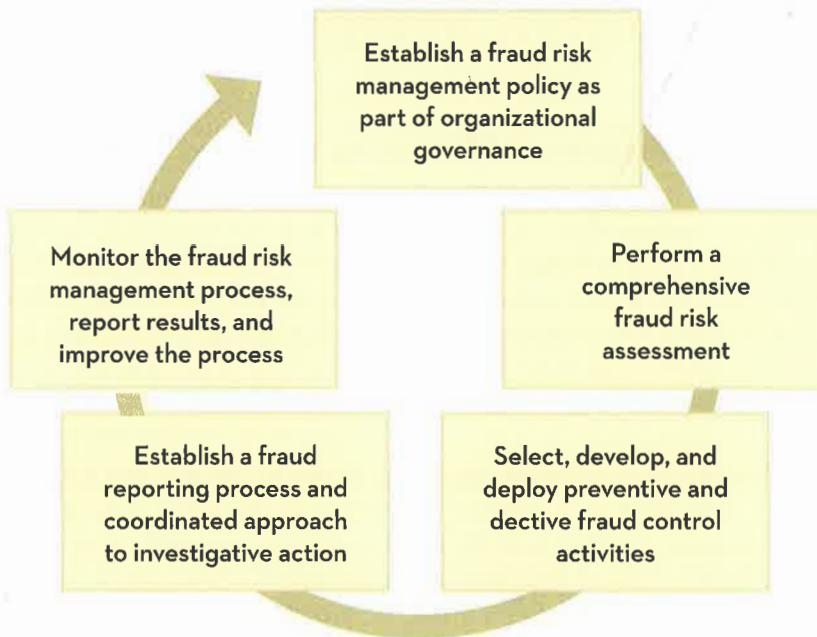 Establish a fraud risk
management policy as
part of organizational
governance
Perform a
comprehensive
fraud risk
assessment
Select, develop, and
deploy preventive and
dective fraud control
activities
Establish a fraud
reporting process and
coordinated approach
to investigative action
Monitor the fraud risk
management process,
report results, and
improve the process